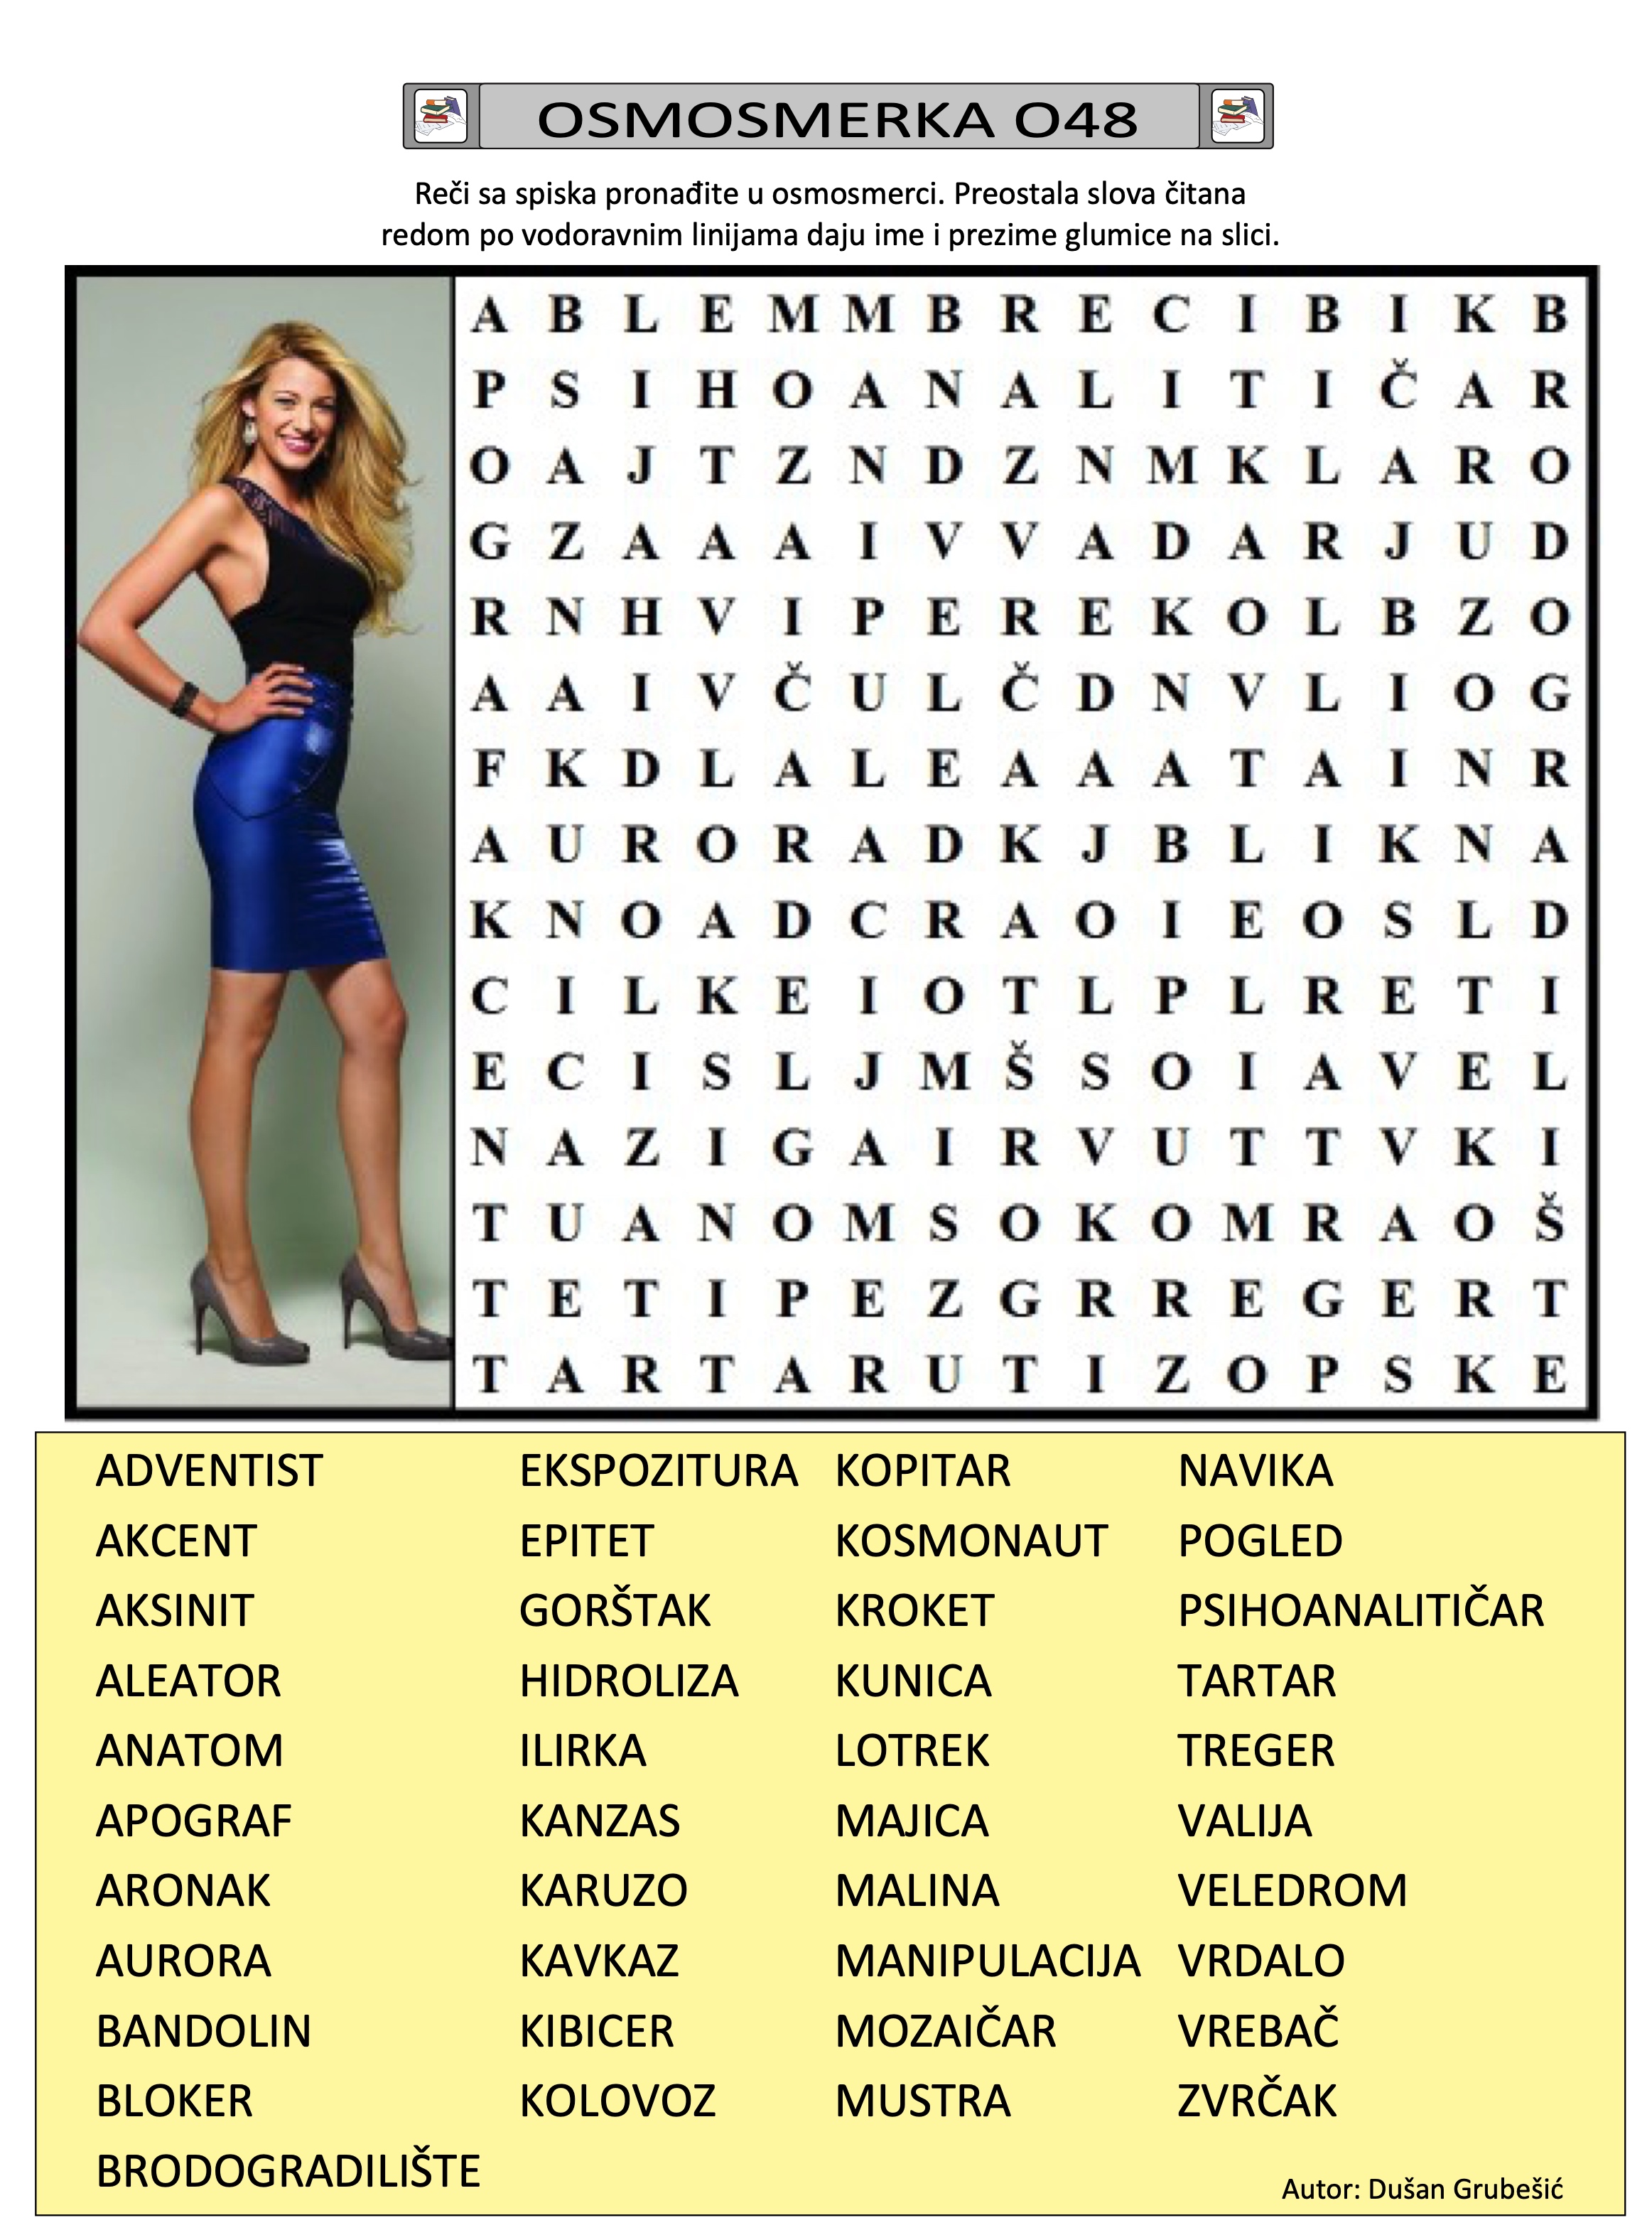 OSMOSMERKA O48
Reči sa spiska pronađite u osmosmerci. Preostala slova čitana
redom po vodoravnim linijama daju ime i prezime glumice na slici.
A B L E M M B R E C I B I K B
P S I H O A N A L I T I Č A R
O A J T Z N D Z N M K L A R O
G Z A A A I V V A D A R J U D
R N H V I P E R E K O L B Z O
A A I V Č U L Č D N V L I O G
F K D L A L E A A A T A I N R
A U R O R A D K J B L I K N A
K N O A D C R A O I E O S L D
C I L K E I O T L P L R E T I
E C I S L J M Š S O I A V E L
N A Z I G A I R V U T T V K I
T U A N O M S O K O M R A O Š
T E T I P E Z G R R E G E R T
T A R T A R U T I Z O P S K E
ADVENTIST EKSPOZITURA KOPITAR NAVIKA
AKCENT EPITET KOSMONAUT POGLED
AKSINIT GORŠTAK KROKET PSIHOANALITIČAR
ALEATOR HIDROLIZA KUNICA TARTAR
ANATOM ILIRKA LOTREK TREGER
APOGRAF KANZAS MAJICA VALIJA
ARONAK KARUZO MALINA VELEDROM
AURORA KAVKAZ MANIPULACIJA VRDALO
BANDOLIN KIBICER MOZAIČAR VREBAČ
BLOKER KOLOVOZ MUSTRA ZVRČAK
BRODOGRADILIŠTE
Autor: Dušan Grubešić